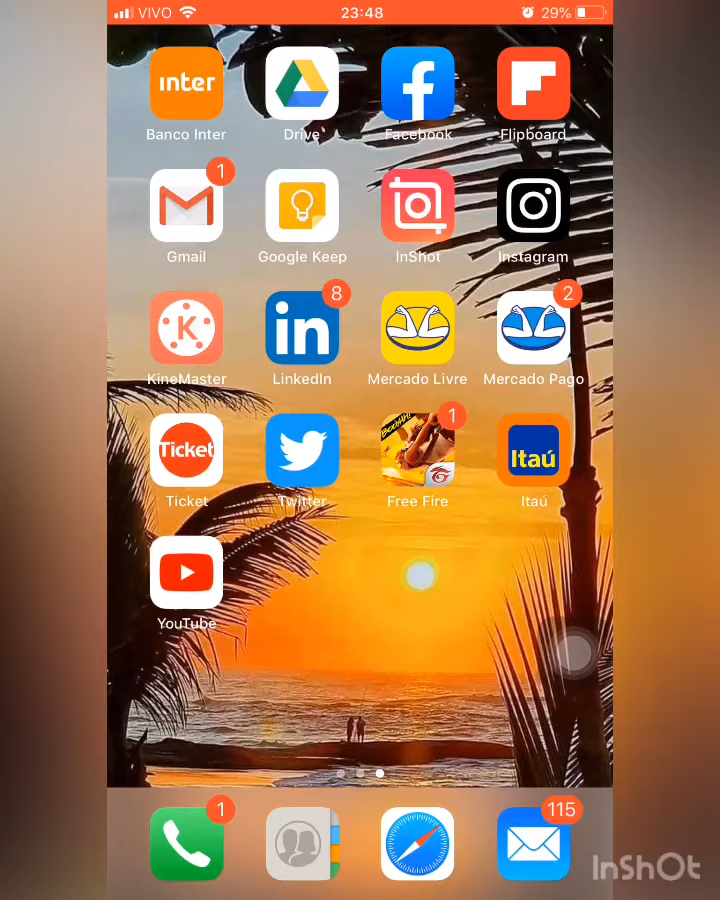 VIVO 23:48 29%
inter
Banco Inter Drive Facebook Flipboard
1
Gmail Google Keep InShot Instagram
8 2
K in
KineMaster LinkedIn Mercado Livre Mercado Pago
BOOYAH! 1
Ticket Itaú
Ticket Twitter Free Fire Itaú
YouTube
1 115
InShOt